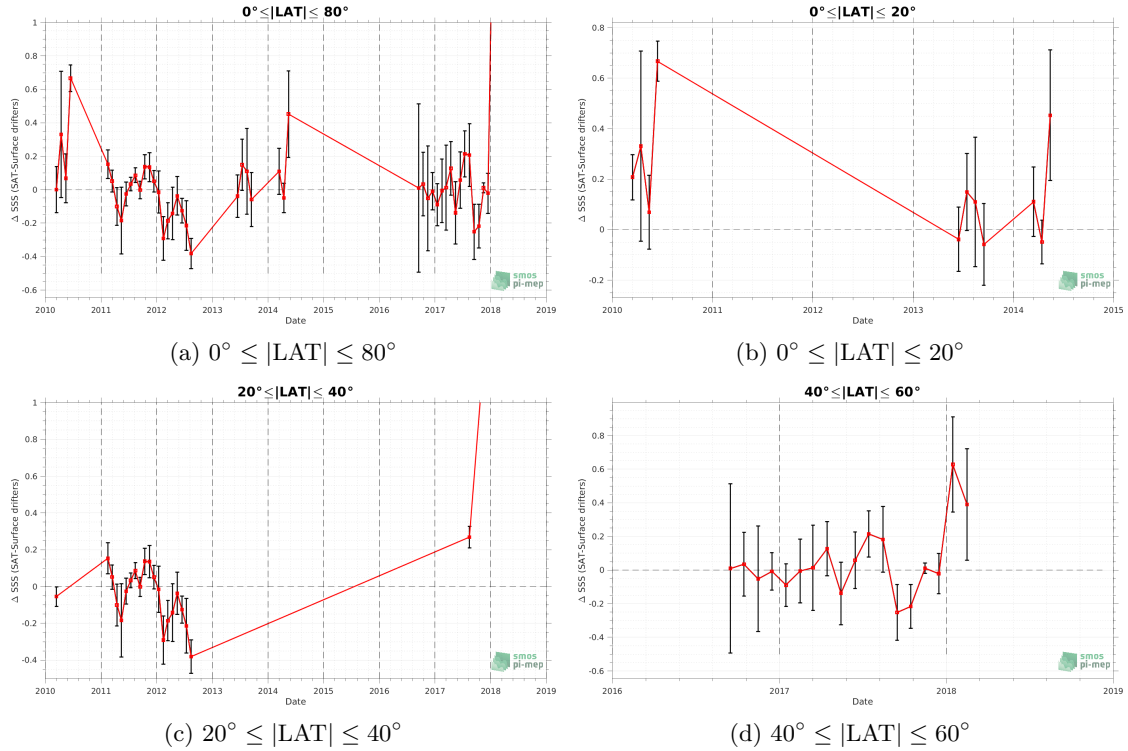 0°≤|LAT|≤ 80°
Δ SSS (SAT-Surface drifters)
1
0.8
0.6
0.4
0.2
0
-0.2
-0.4
-0.6
2010 2011 2012 2013 2014 2015 2016 2017 2018 2019
Date
smos
pi-mep
(a) 0° ≤ |LAT| ≤ 80°
0°≤|LAT|≤ 20°
Δ SSS (SAT-Surface drifters)
0.8
0.6
0.4
0.2
0
-0.2
2010 2011 2012 2013 2014 2015
Date
smos
pi-mep
(b) 0° ≤ |LAT| ≤ 20°
20°≤|LAT|≤ 40°
Δ SSS (SAT-Surface drifters)
1
0.8
0.6
0.4
0.2
0
-0.2
-0.4
2010 2011 2012 2013 2014 2015 2016 2017 2018 2019
Date
smos
pi-mep
(c) 20° ≤ |LAT| ≤ 40°
40°≤|LAT|≤ 60°
Δ SSS (SAT-Surface drifters)
0.8
0.6
0.4
0.2
0
-0.2
-0.4
-0.6
2016 2017 2018 2019
Date
smos
pi-mep
(d) 40° ≤ |LAT| ≤ 60°